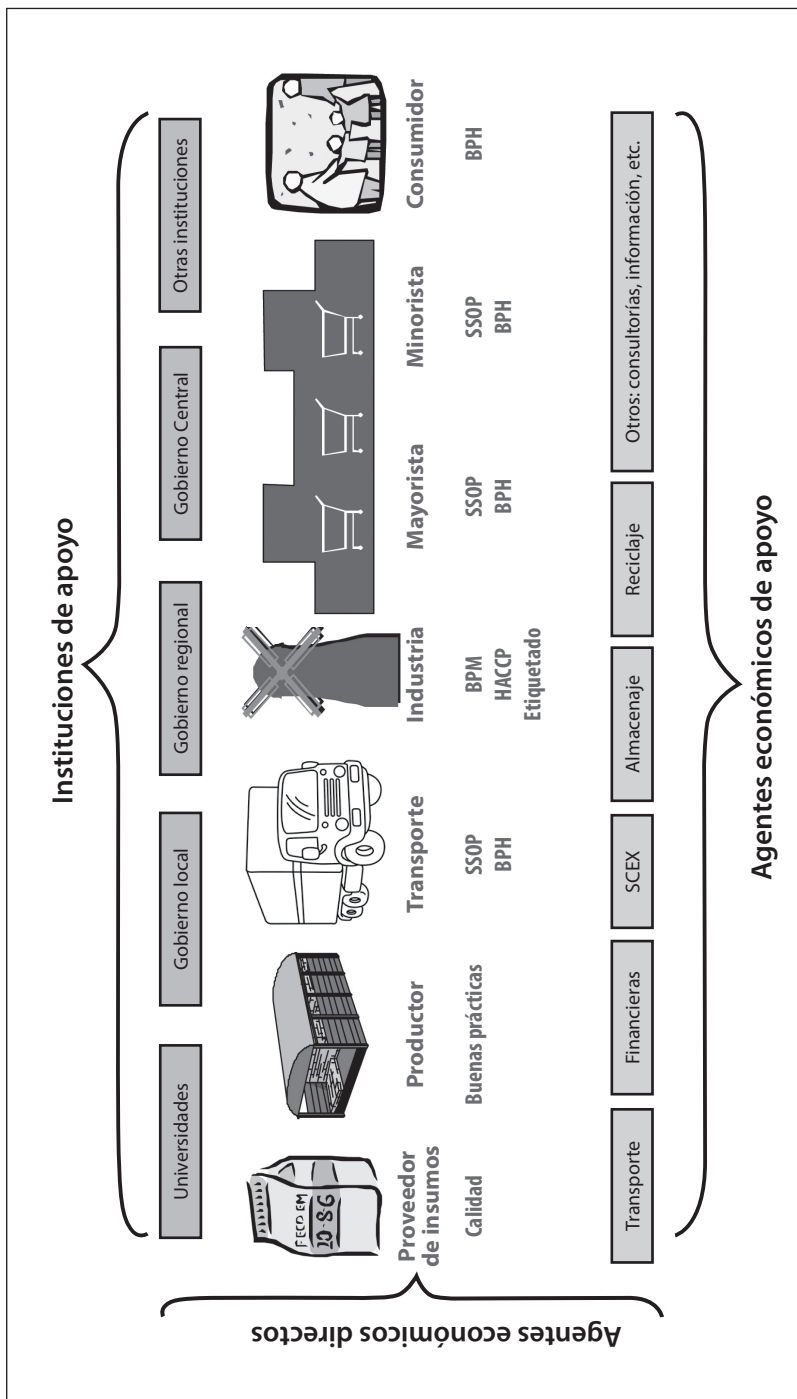 Instituciones de apoyo
Universidades
Gobierno local
Gobierno regional
Gobierno Central
Otras instituciones
Agentes económicos directos
Proveedor
de insumos
Productor
Transporte
Industria
Mayorista
Minorista
Consumidor
Calidad
Buenas prácticas
SSOP
BPH
BPM
HACCP
Etiquetado
SSOP
BPH
SSOP
BPH
BPH
Transporte
Financieras
SCEX
Almacenaje
Reciclaje
Otros: consultorías, información, etc.
Agentes económicos de apoyo